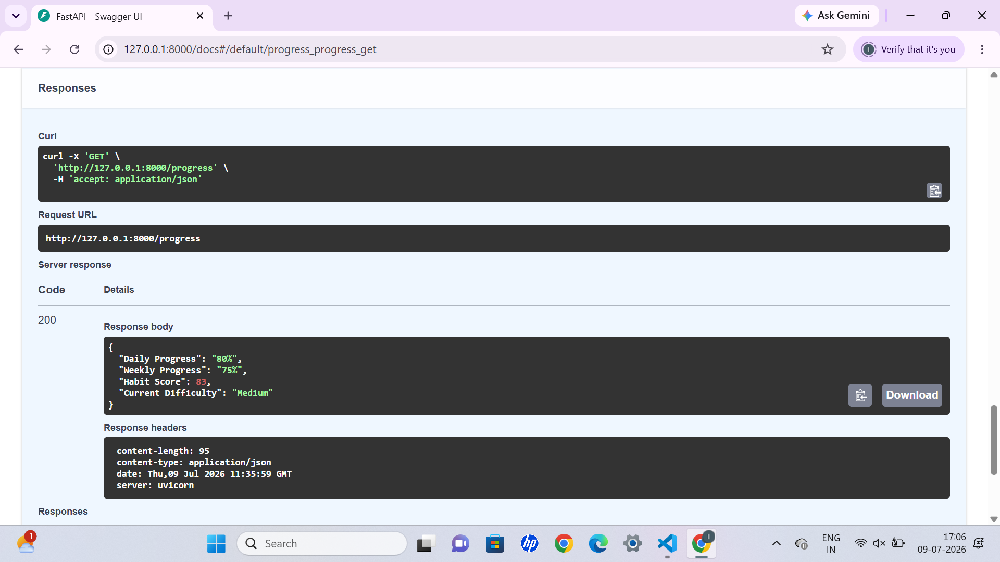 FastAPI - Swagger UI
Ask Gemini
127.0.0.1:8000/docs#/default/progress_progress_get
Verify that it's you
Responses
Curl
curl -X 'GET' \
'http://127.0.0.1:8000/progress' \
-H 'accept: application/json'
Request URL
http://127.0.0.1:8000/progress
Server response
Code Details
200
Response body
{
"Daily Progress": "80%",
"Weekly Progress": "75%",
"Habit Score": 83,
"Current Difficulty": "Medium"
}
Download
Response headers
content-length: 95
content-type: application/json
date: Thu,09 Jul 2026 11:35:59 GMT
server: uvicorn
Responses
1
Search
hp
ENG
IN
17:06
09-07-2026